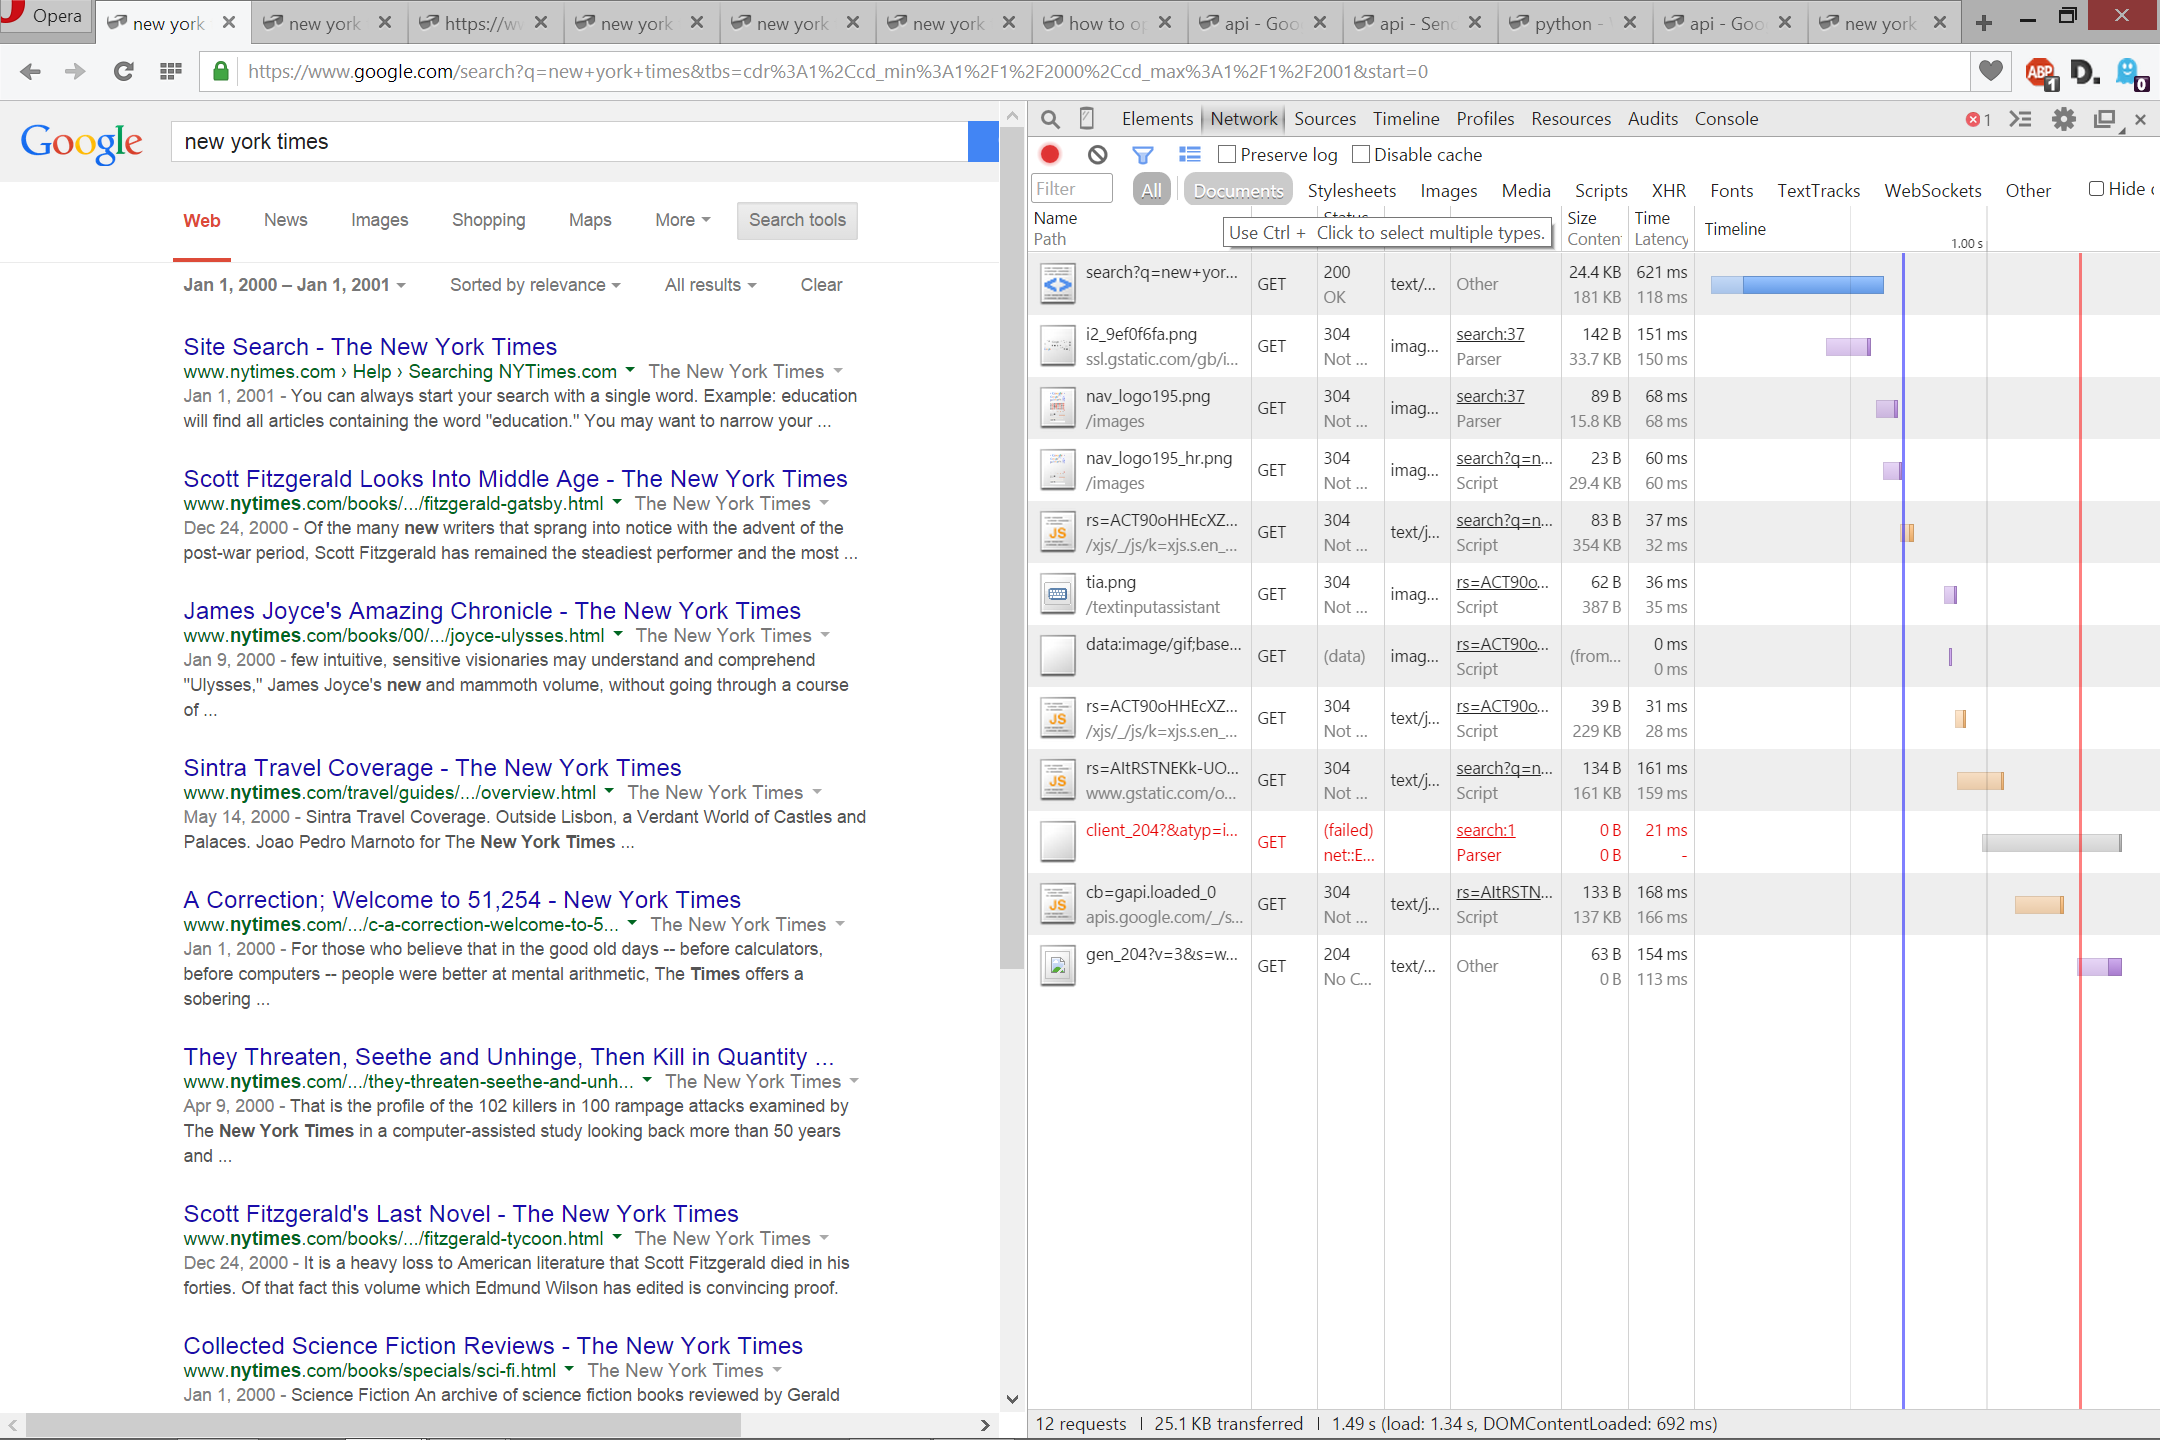 Opera
new york
new york
https://ww
new york
new york
new york
how to op
api - Goo
api - Send
python -
api - Goo
new york
https://www.google.com/search?q=new+york+times&tbs=cdr%3A1%2Ccd_min%3A1%2F1%2F2000%2Ccd_max%3A1%2F1%2F2001&start=0
ABP 1
D.
0
Google
new york times
Web News Images Shopping Maps More Search tools
Jan 1, 2000 – Jan 1, 2001 Sorted by relevance All results Clear
Site Search - The New York Times
www.nytimes.com › Help › Searching NYTimes.com The New York Times
Jan 1, 2001 - You can always start your search with a single word. Example: education
will find all articles containing the word "education." You may want to narrow your ...
Scott Fitzgerald Looks Into Middle Age - The New York Times
www.nytimes.com/books/.../fitzgerald-gatsby.html The New York Times
Dec 24, 2000 - Of the many new writers that sprang into notice with the advent of the
post-war period, Scott Fitzgerald has remained the steadiest performer and the most ...
James Joyce's Amazing Chronicle - The New York Times
www.nytimes.com/books/00/.../joyce-ulysses.html The New York Times
Jan 9, 2000 - few intuitive, sensitive visionaries may understand and comprehend
"Ulysses," James Joyce's new and mammoth volume, without going through a course
of ...
Sintra Travel Coverage - The New York Times
www.nytimes.com/travel/guides/.../overview.html The New York Times
May 14, 2000 - Sintra Travel Coverage. Outside Lisbon, a Verdant World of Castles and
Palaces. Joao Pedro Marnoto for The New York Times ...
A Correction; Welcome to 51,254 - New York Times
www.nytimes.com/.../c-a-correction-welcome-to-5... The New York Times
Jan 1, 2000 - For those who believe that in the good old days -- before calculators,
before computers -- people were better at mental arithmetic, The Times offers a
sobering ...
They Threaten, Seethe and Unhinge, Then Kill in Quantity ...
www.nytimes.com/.../they-threaten-seethe-and-unh... The New York Times
Apr 9, 2000 - That is the profile of the 102 killers in 100 rampage attacks examined by
The New York Times in a computer-assisted study looking back more than 50 years
and ...
Scott Fitzgerald's Last Novel - The New York Times
www.nytimes.com/books/.../fitzgerald-tycoon.html The New York Times
Dec 24, 2000 - It is a heavy loss to American literature that Scott Fitzgerald died in his
forties. Of that fact this volume which Edmund Wilson has edited is convincing proof.
Collected Science Fiction Reviews - The New York Times
www.nytimes.com/books/specials/sci-fi.html The New York Times
Jan 1, 2000 - Science Fiction An archive of science fiction books reviewed by Gerald
Elements Network Sources Timeline Profiles Resources Audits Console 1
Preserve log Disable cache
Filter All Documents Stylesheets Images Media Scripts XHR Fonts TextTracks WebSockets Other Hide
Name Status Size Time
Path Content Latency
Timeline
1.00 s
Use Ctrl + Click to select multiple types.
search?q=new+yor... GET 200 text/... Other 24.4 KB 621 ms
OK 181 KB 118 ms
i2_9ef0f6fa.png GET 304 imag... search:37 142 B 151 ms
ssl.gstatic.com/gb/i... Not ... Parser 33.7 KB 150 ms
nav_logo195.png GET 304 imag... search:37 89 B 68 ms
/images Not ... Parser 15.8 KB 68 ms
nav_logo195_hr.png GET 304 imag... search?q=n... 23 B 60 ms
/images Not ... Script 29.4 KB 60 ms
rs=ACT90oHHEcXZ... GET 304 text/j... search?q=n... 83 B 37 ms
/xjs/_/js/k=xjs.s.en_... Not ... Script 354 KB 32 ms
tia.png GET 304 imag... rs=ACT90o... 62 B 36 ms
/textinputassistant Not ... Script 387 B 35 ms
data:image/gif;base... GET (data) imag... rs=ACT90o... (from... 0 ms
Script 0 ms
rs=ACT90oHHEcXZ... GET 304 text/j... rs=ACT90o... 39 B 31 ms
/xjs/_/js/k=xjs.s.en_... Not ... Script 229 KB 28 ms
rs=AItRSTNEKk-UO... GET 304 text/j... search?q=n... 134 B 161 ms
www.gstatic.com/o... Not ... Script 161 KB 159 ms
client_204?&atyp=i... GET (failed) search:1 0 B 21 ms
net::E... Parser 0 B -
cb=gapi.loaded_0 GET 304 text/j... rs=AItRSTN... 133 B 168 ms
apis.google.com/_/s... Not ... Script 137 KB 166 ms
gen_204?v=3&s=w... GET 204 text/... Other 63 B 154 ms
No C... 0 B 113 ms
12 requests | 25.1 KB transferred | 1.49 s (load: 1.34 s, DOMContentLoaded: 692 ms)